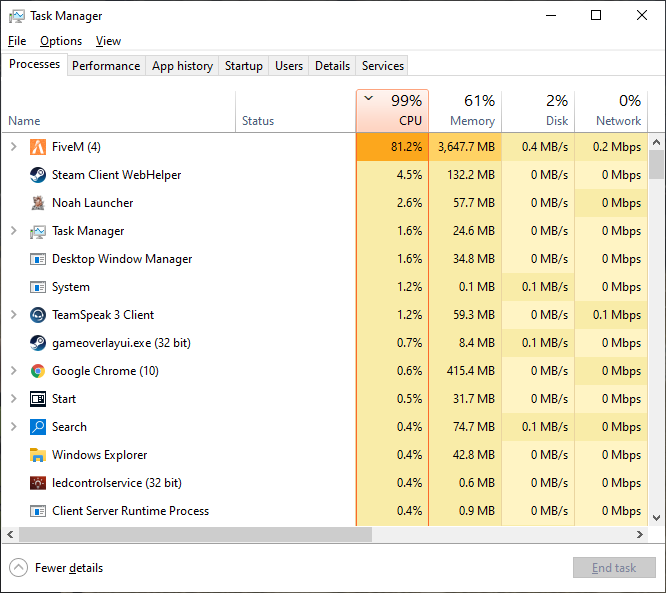 Task Manager
File Options View
Processes Performance App history Startup Users Details Services
99% 61% 2% 0%
Name Status CPU Memory Disk Network
FiveM (4) 81.2% 3,647.7 MB 0.4 MB/s 0.2 Mbps
Steam Client WebHelper 4.5% 132.2 MB 0 MB/s 0 Mbps
Noah Launcher 2.6% 57.7 MB 0 MB/s 0 Mbps
Task Manager 1.6% 24.6 MB 0 MB/s 0 Mbps
Desktop Window Manager 1.6% 34.8 MB 0 MB/s 0 Mbps
System 1.2% 0.1 MB 0.1 MB/s 0 Mbps
TeamSpeak 3 Client 1.2% 59.3 MB 0 MB/s 0.1 Mbps
gameoverlayui.exe (32 bit) 0.7% 8.4 MB 0.1 MB/s 0 Mbps
Google Chrome (10) 0.6% 415.4 MB 0 MB/s 0 Mbps
Start 0.5% 31.7 MB 0 MB/s 0 Mbps
Search 0.4% 74.7 MB 0.1 MB/s 0 Mbps
Windows Explorer 0.4% 42.8 MB 0 MB/s 0 Mbps
ledcontrolservice (32 bit) 0.4% 0.6 MB 0 MB/s 0 Mbps
Client Server Runtime Process 0.4% 0.9 MB 0 MB/s 0 Mbps
Fewer details End task